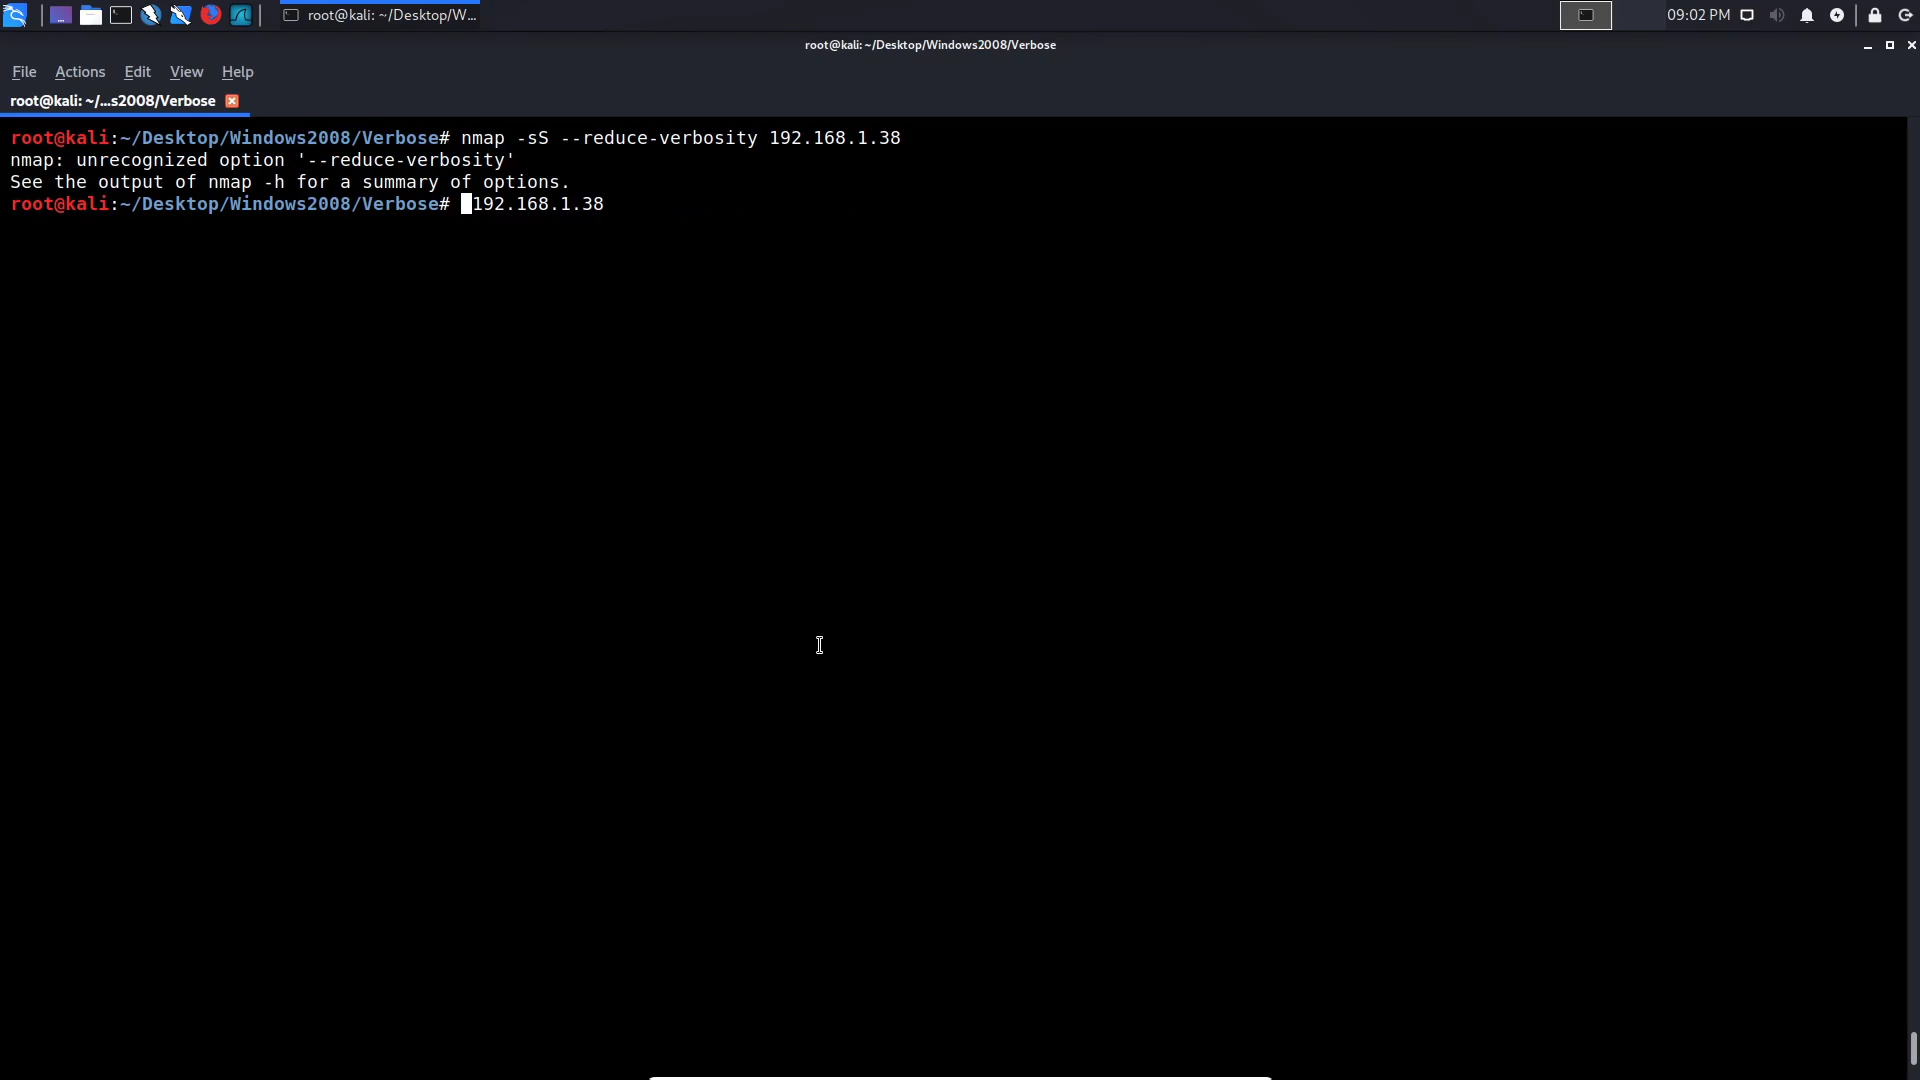 root@kali: ~/Desktop/W...
09:02 PM
root@kali: ~/Desktop/Windows2008/Verbose
File Actions Edit View Help
root@kali: ~/...s2008/Verbose
root@kali:~/Desktop/Windows2008/Verbose# nmap -sS --reduce-verbosity 192.168.1.38
nmap: unrecognized option '--reduce-verbosity'
See the output of nmap -h for a summary of options.
root@kali:~/Desktop/Windows2008/Verbose# 192.168.1.38